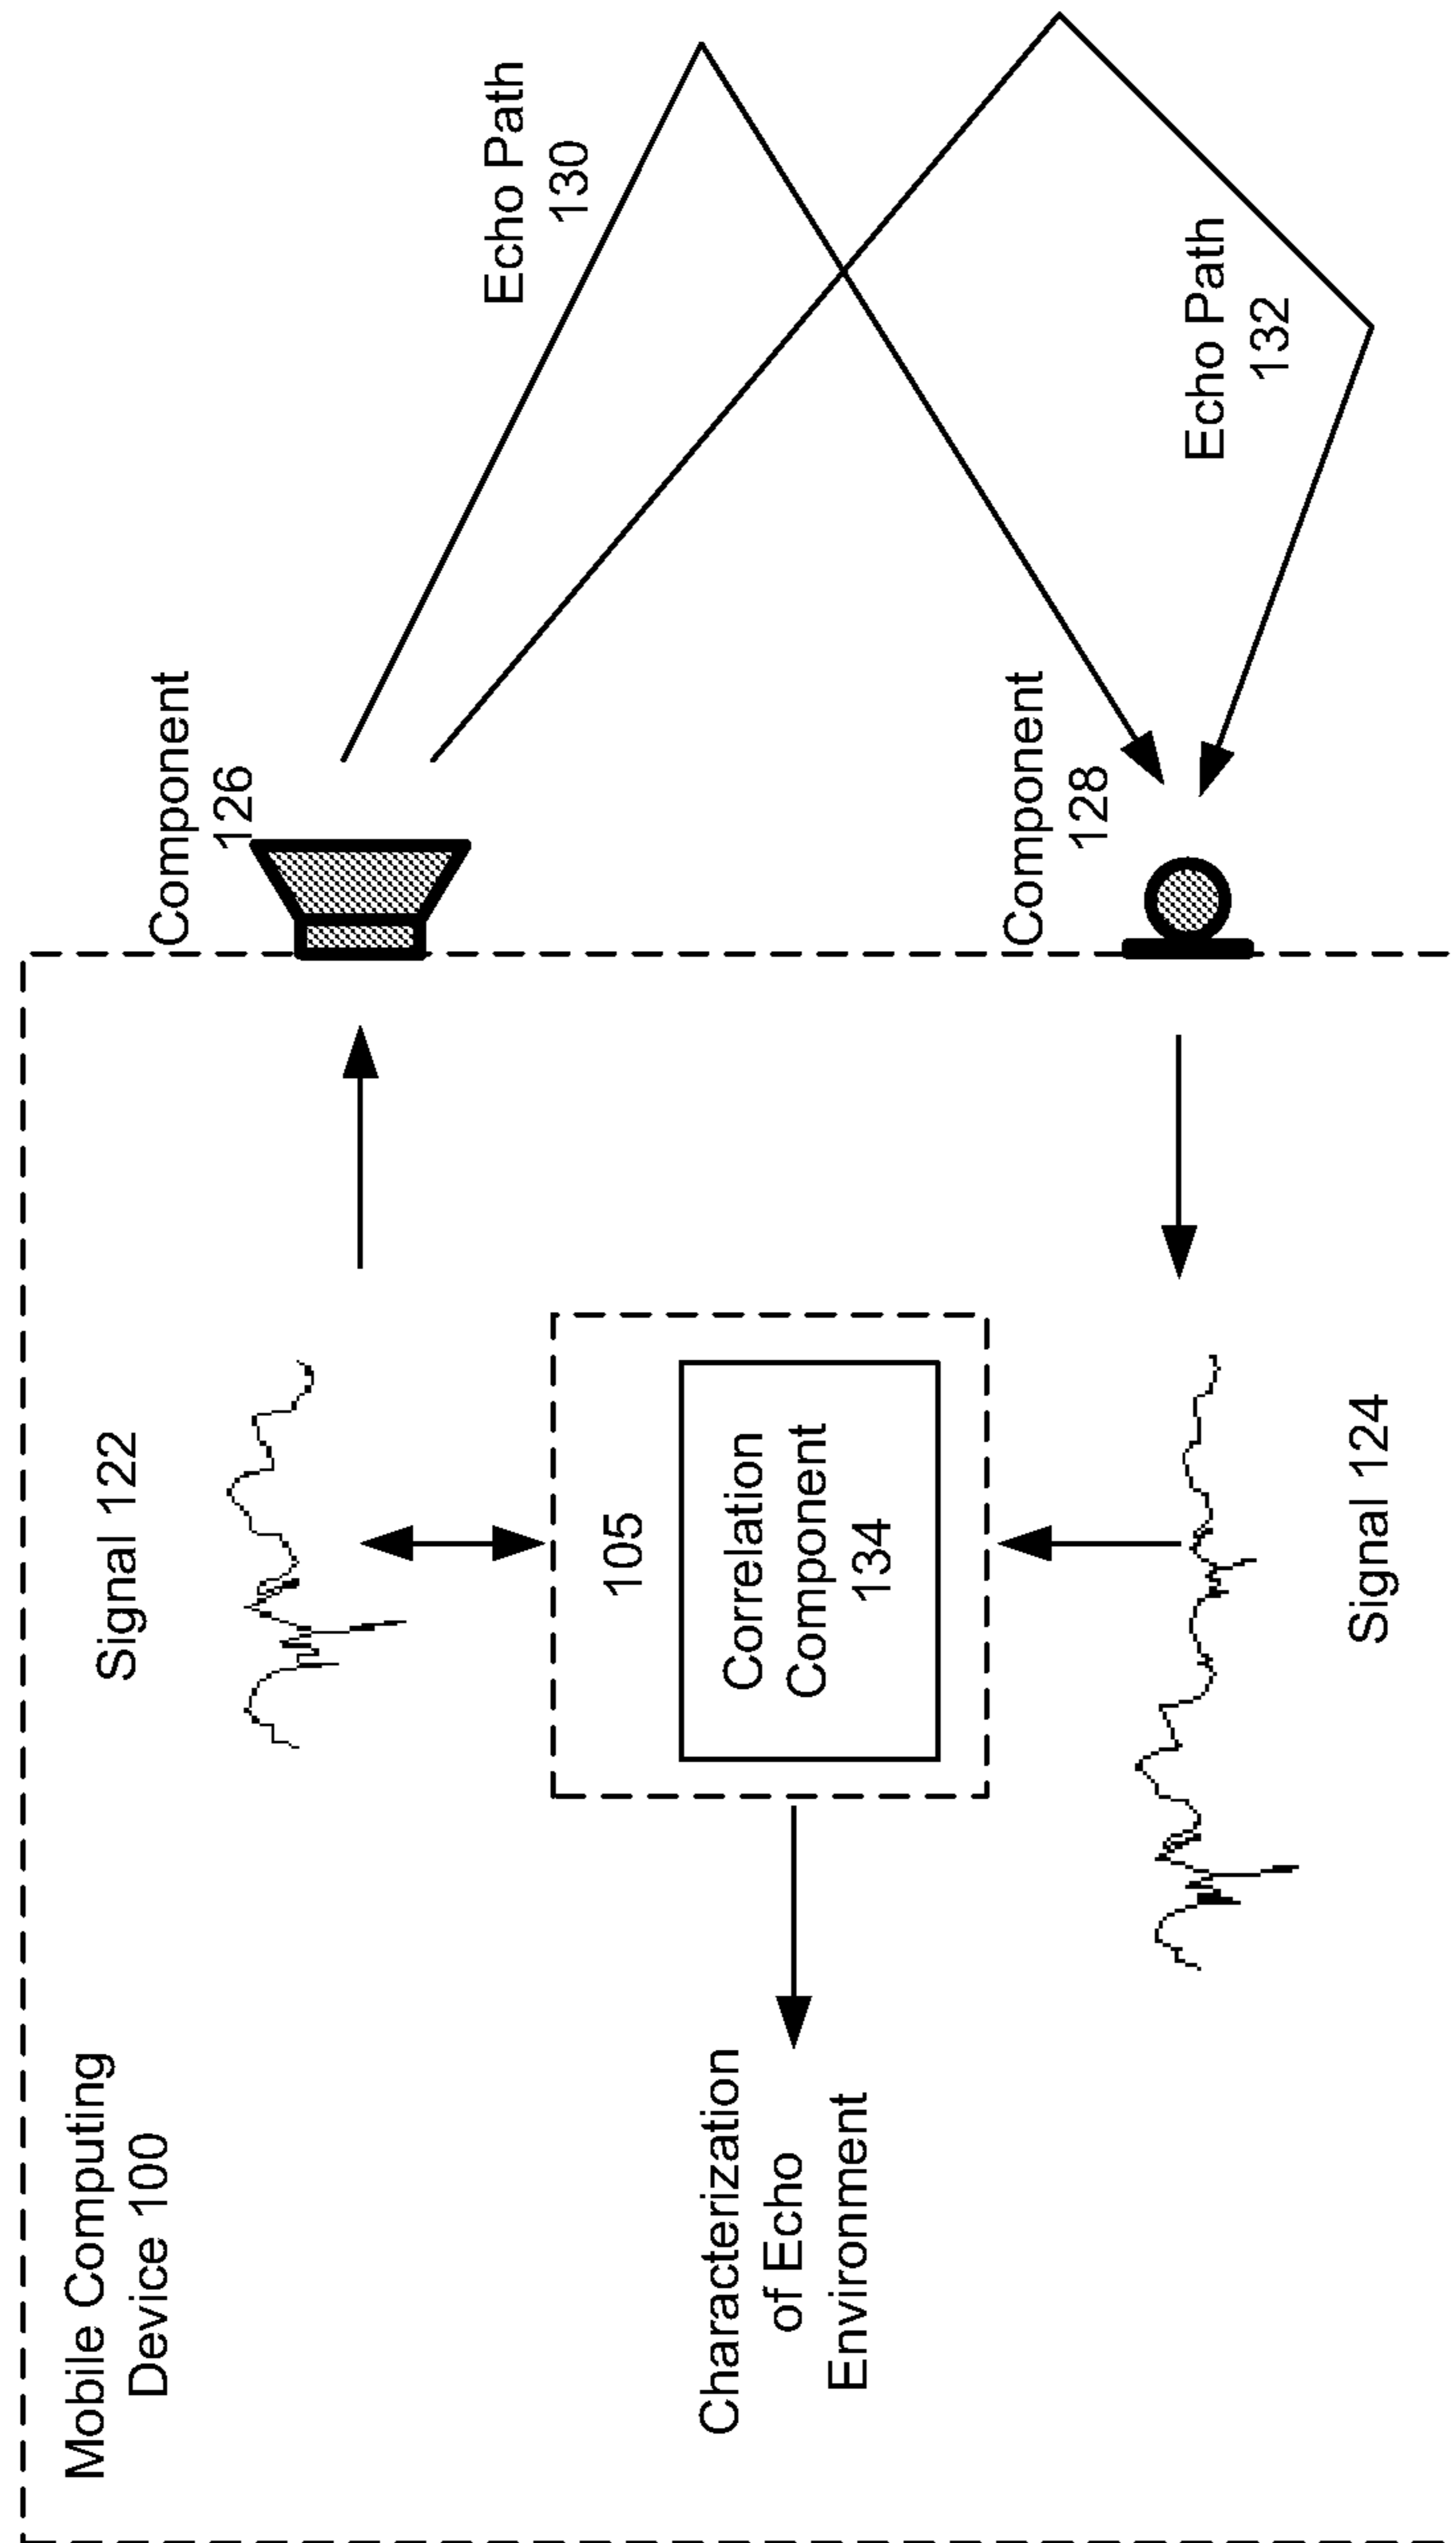 Mobile Computing
Device 100
Signal 122
Component
126
Echo Path
130
105
Correlation
Component
134
Characterization
of Echo
Environment
Component
128
Echo Path
132
Signal 124